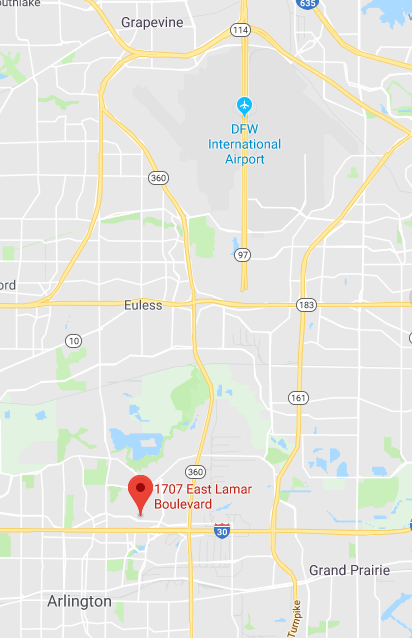 635
outhlake
Grapevine
114
DFW
International
Airport
360
97
ord
Euless
183
10
161
360
1707 East Lamar
Boulevard
30
Grand Prairie
Arlington
Turnpike